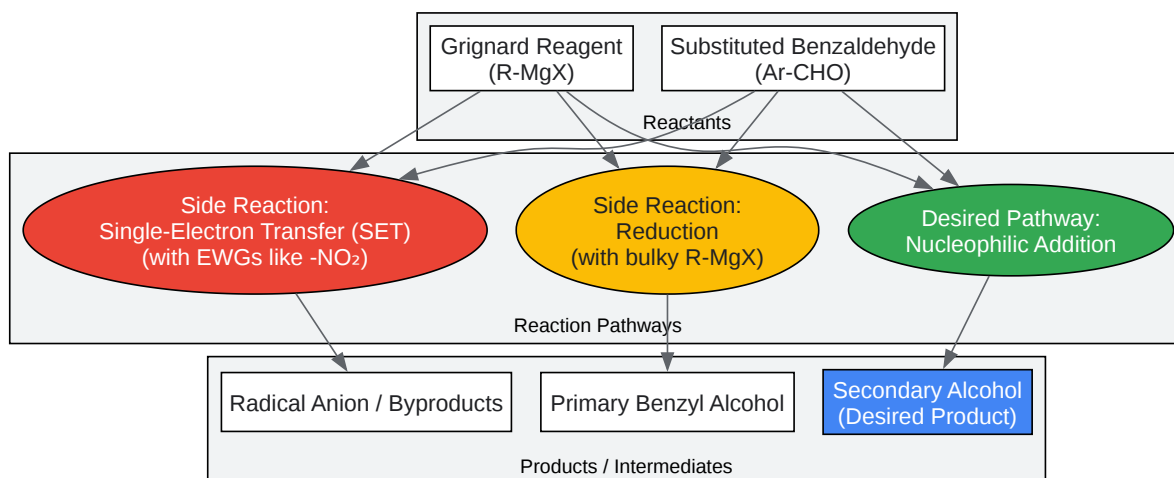 Grignard Reagent
(R-MgX)
Substituted Benzaldehyde
(Ar-CHO)
Reactants
Side Reaction:
Single-Electron Transfer (SET)
(with EWGs like -NO₂)
Side Reaction:
Reduction
(with bulky R-MgX)
Desired Pathway:
Nucleophilic Addition
Reaction Pathways
Radical Anion / Byproducts
Primary Benzyl Alcohol
Secondary Alcohol
(Desired Product)
Products / Intermediates